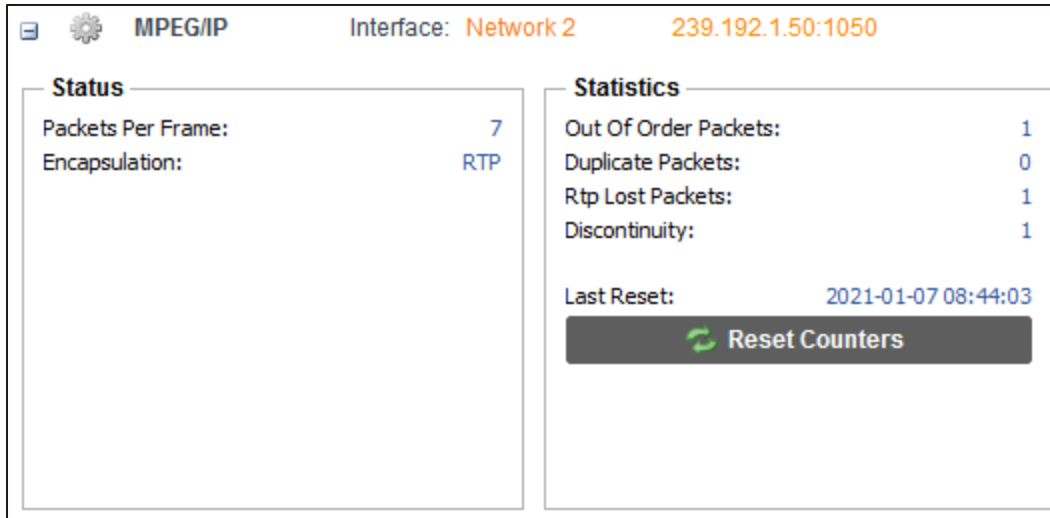 MPEG/IP Interface: Network 2 239.192.1.50:1050
Status
Packets Per Frame: 7
Encapsulation: RTP
Statistics
Out Of Order Packets: 1
Duplicate Packets: 0
Rtp Lost Packets: 1
Discontinuity: 1
Last Reset: 2021-01-07 08:44:03
Reset Counters